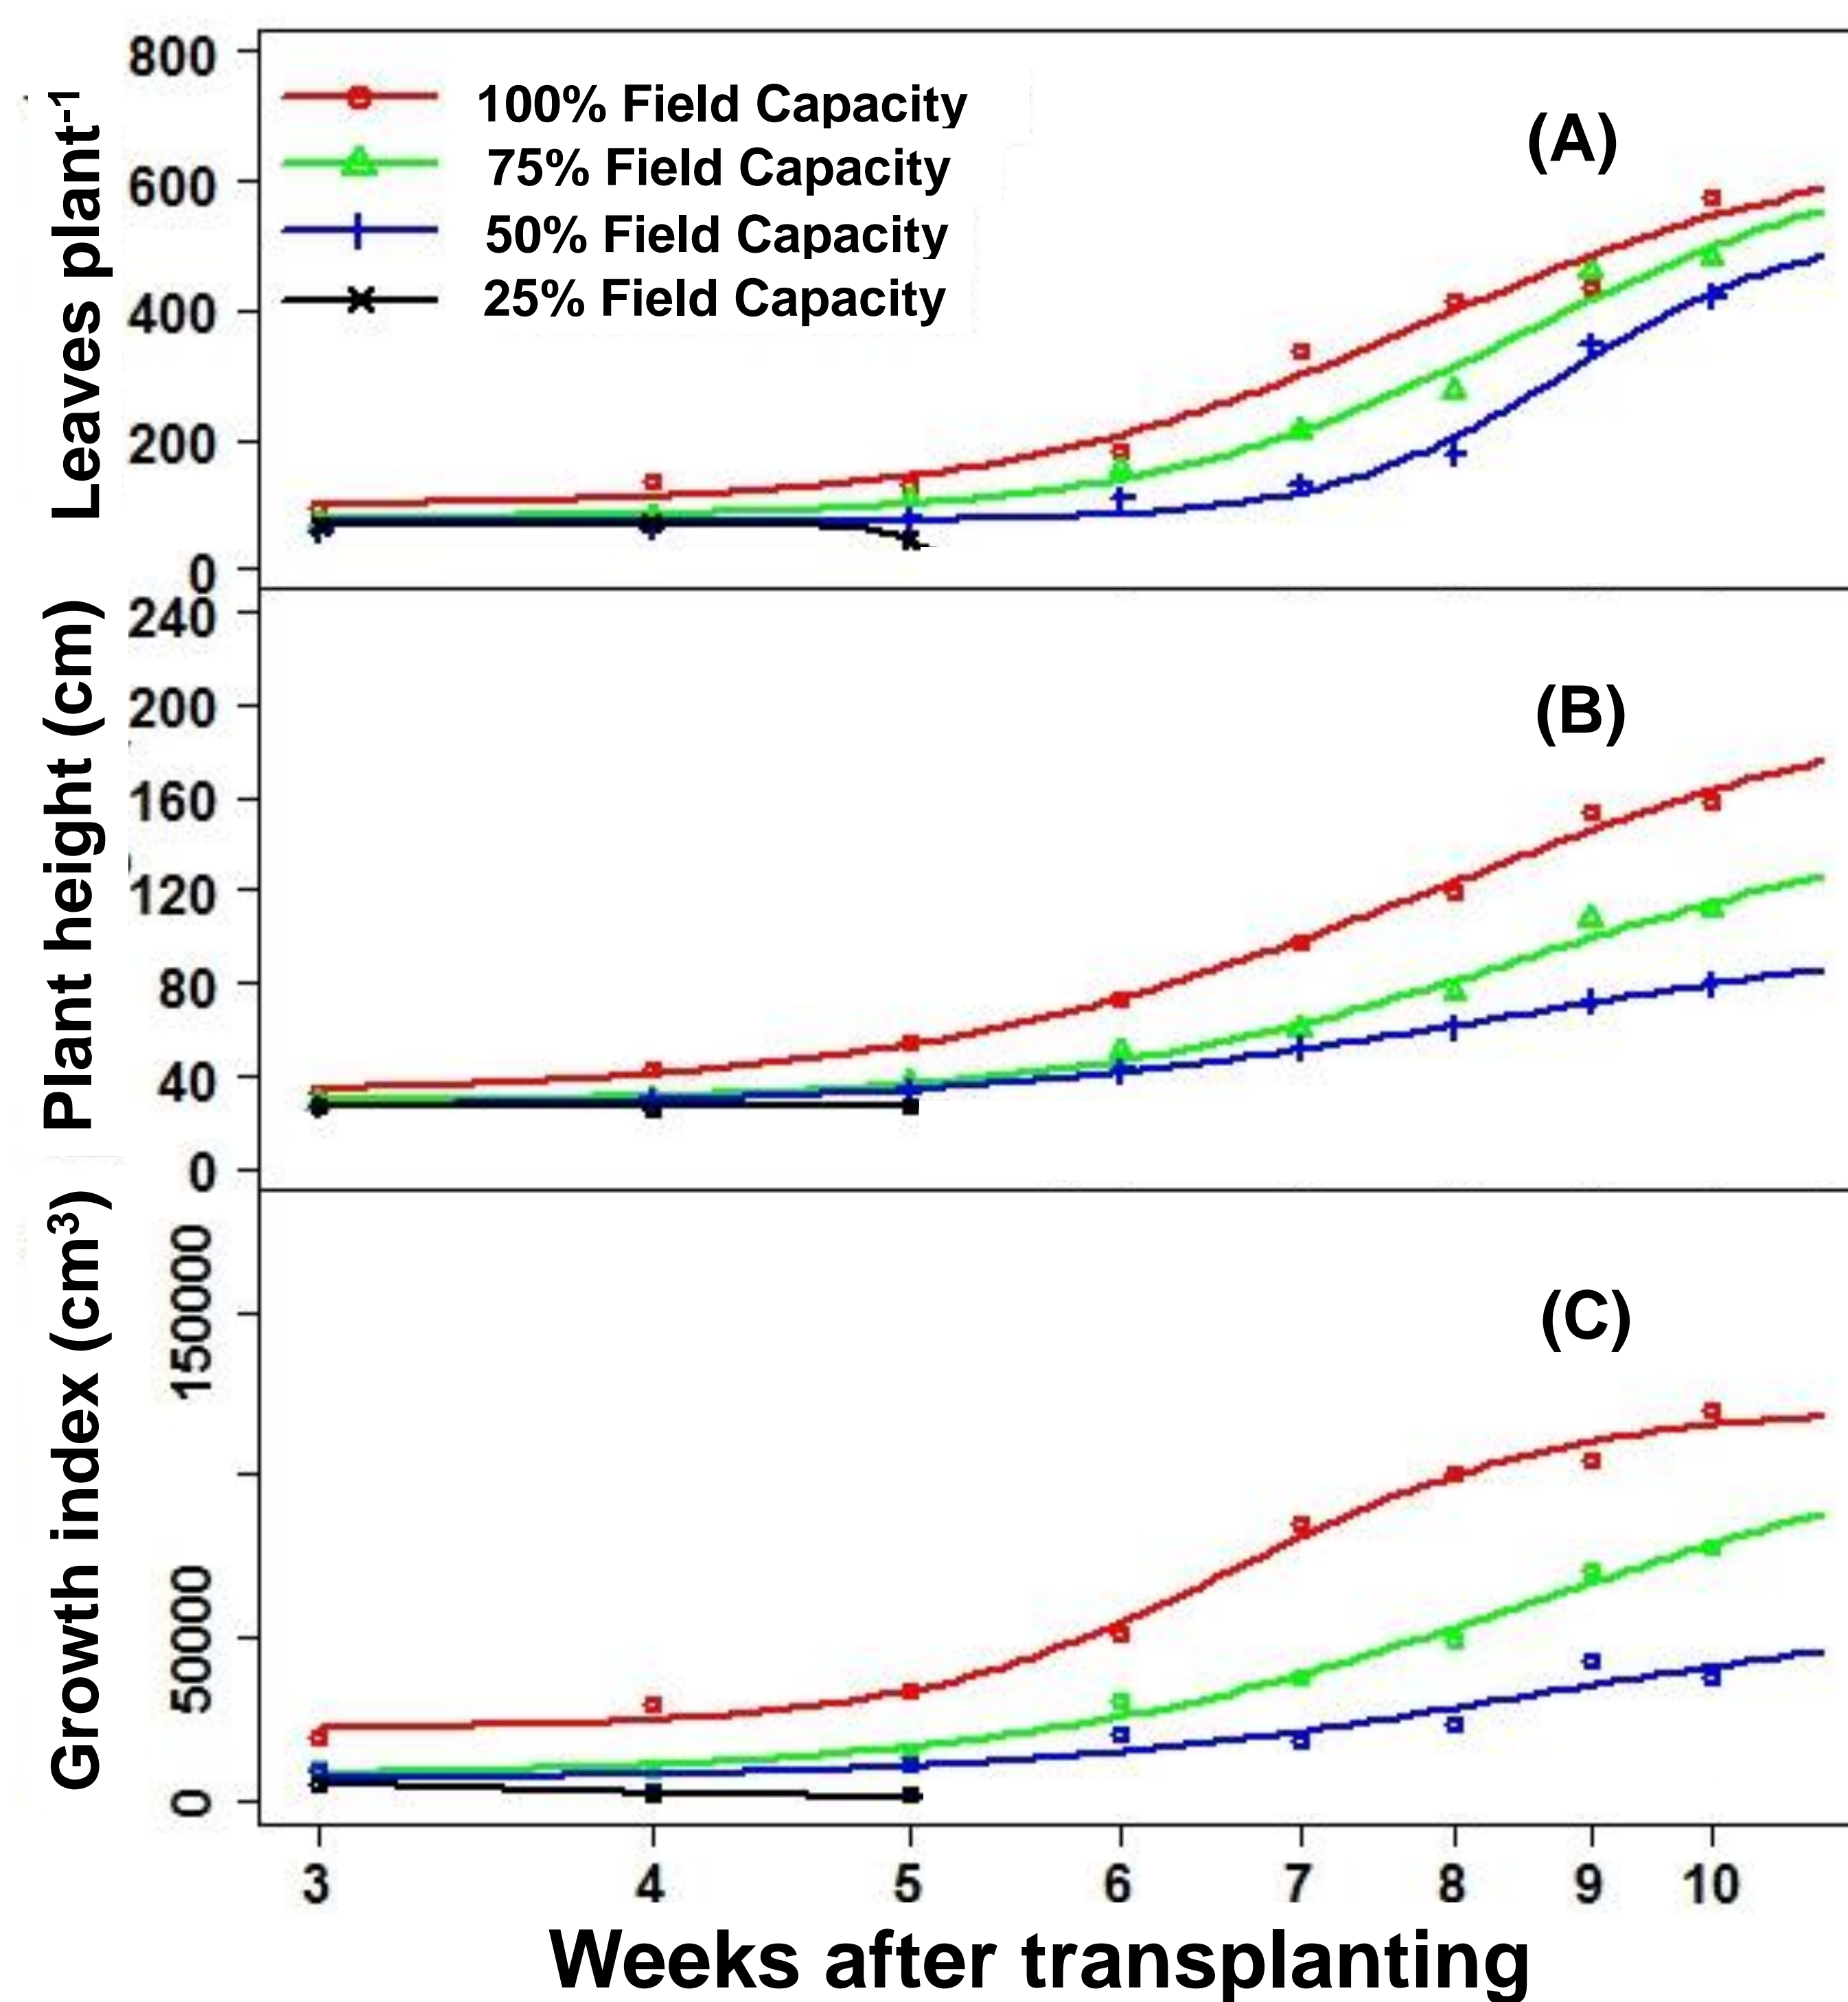 Leaves plant⁻¹
800
600
400
200
0
100% Field Capacity
75% Field Capacity
50% Field Capacity
25% Field Capacity
(A)
Plant height (cm)
240
200
160
120
80
40
0
(B)
Growth index (cm³)
1500000
500000
0
(C)
3 4 5 6 7 8 9 10
Weeks after transplanting